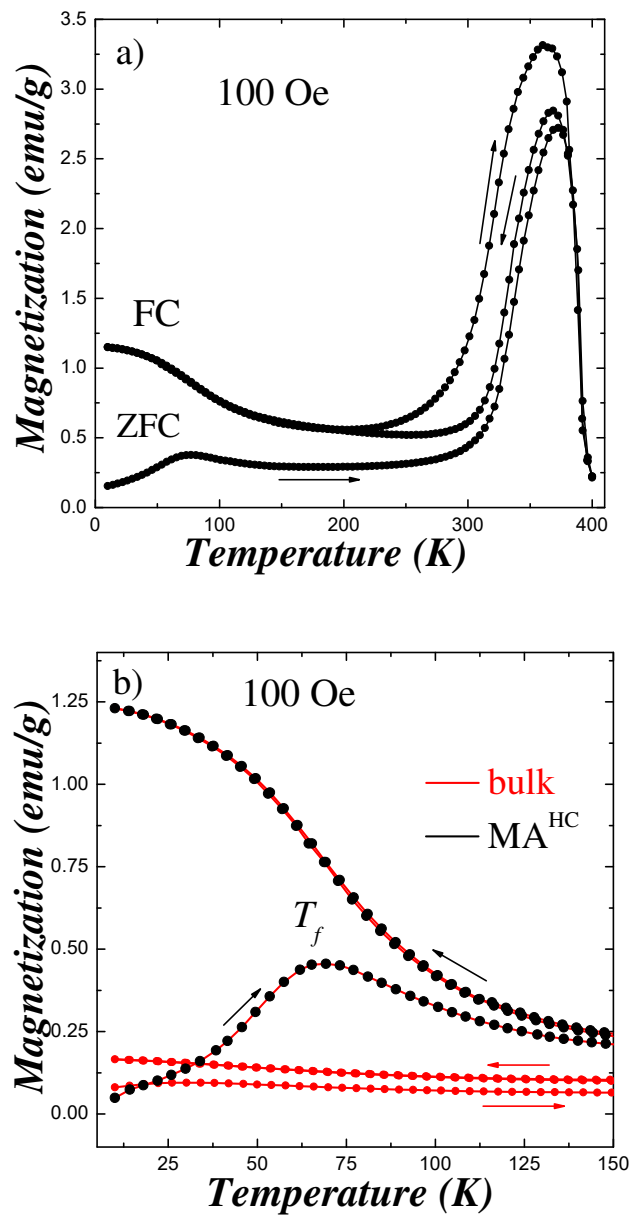 a)
100 Oe
3.5
3.0
2.5
2.0
1.5
1.0
0.5
0.0
Magnetization (emu/g)
FC
ZFC
0 100 200 300 400
Temperature (K)
b)
100 Oe
1.25
1.00
0.75
0.50
0.25
0.00
Magnetization (emu/g)
bulk
MA^HC
T_f
25 50 75 100 125 150
Temperature (K)